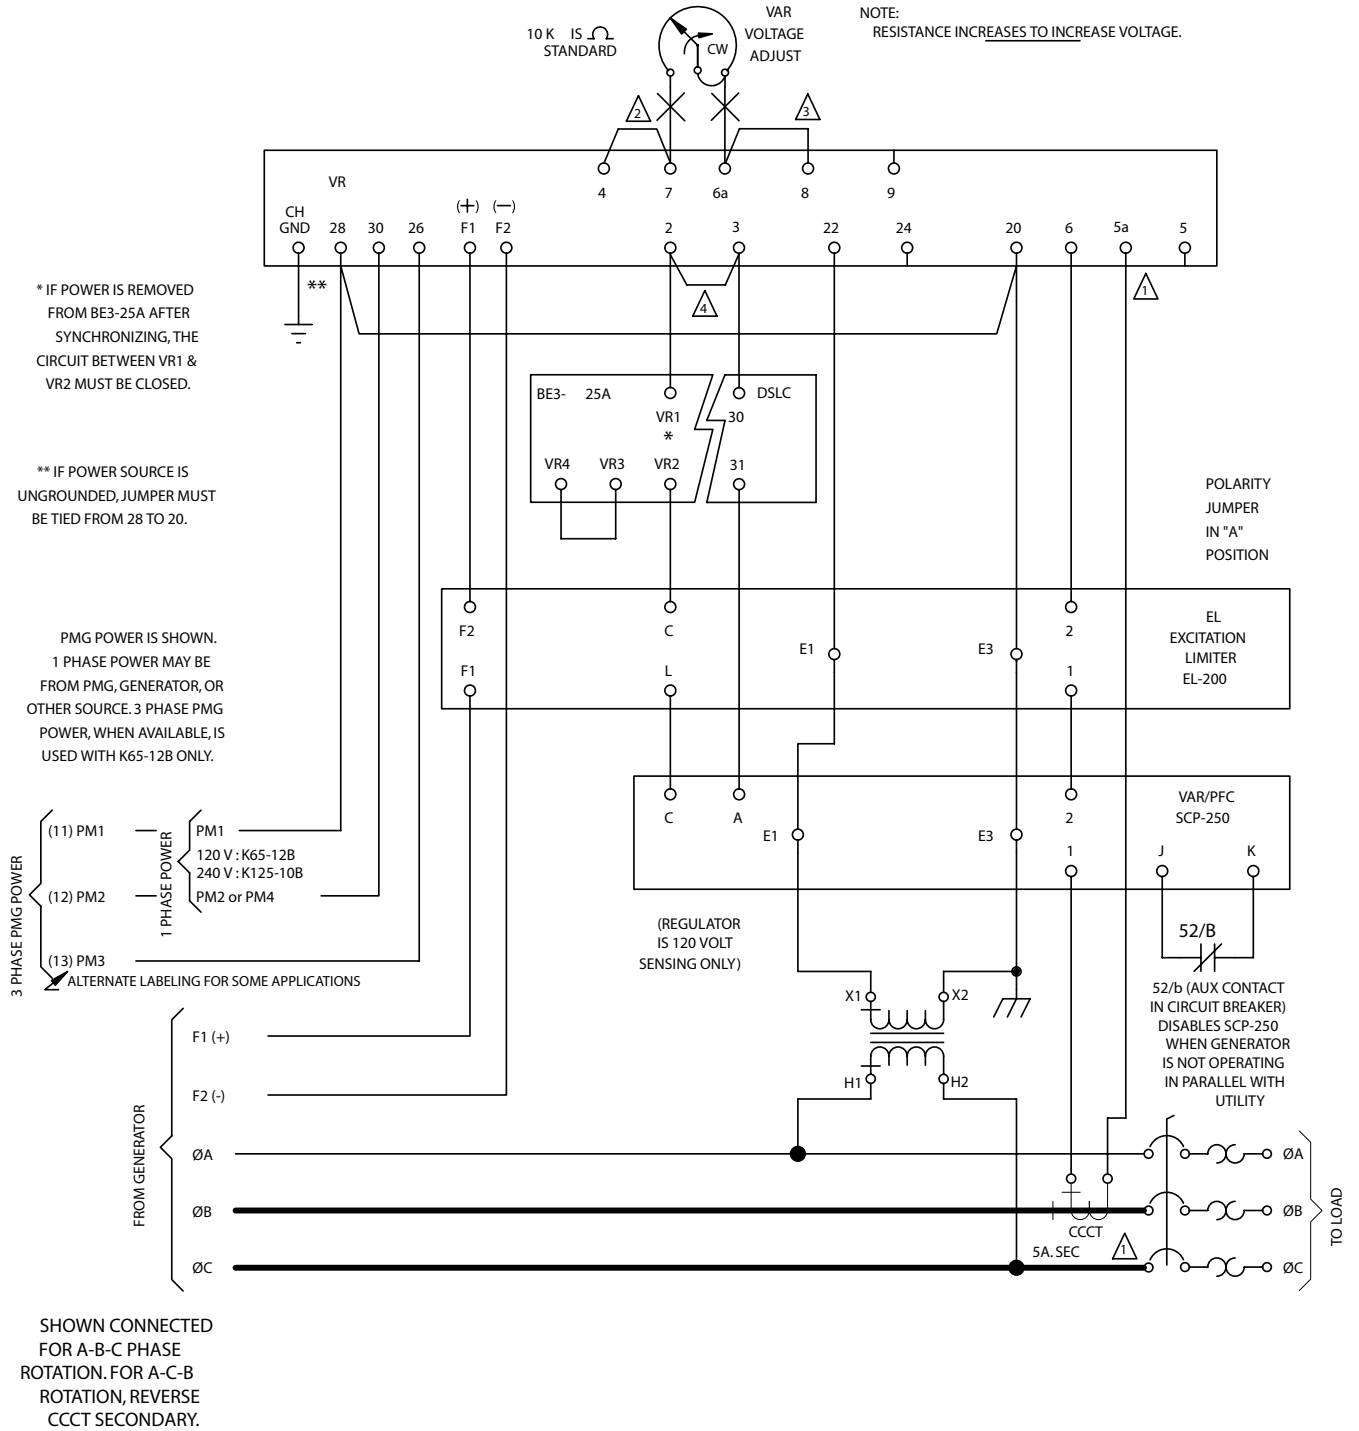 10 K IS Ω
STANDARD
VAR
VOLTAGE
ADJUST
CW
NOTE:
RESISTANCE INCREASES TO INCREASE VOLTAGE.
2
3
VR
4 7 6a 8 9
CH
GND 28 30 26
(+) (—)
F1 F2
2 3 22 24 20 6 5a 5
**
4
1
* IF POWER IS REMOVED
FROM BE3-25A AFTER
SYNCHRONIZING, THE
CIRCUIT BETWEEN VR1 &
VR2 MUST BE CLOSED.
BE3- 25A
VR1
*
VR4 VR3 VR2
DSLC
30
31
** IF POWER SOURCE IS
UNGROUNDED, JUMPER MUST
BE TIED FROM 28 TO 20.
POLARITY
JUMPER
IN "A"
POSITION
PMG POWER IS SHOWN.
1 PHASE POWER MAY BE
FROM PMG, GENERATOR, OR
OTHER SOURCE. 3 PHASE PMG
POWER, WHEN AVAILABLE, IS
USED WITH K65-12B ONLY.
F2 C 2
E1 E3
F1 L 1
EL
EXCITATION
LIMITER
EL-200
C A 2
E1 E3
1
VAR/PFC
SCP-250
J K
3 PHASE PMG POWER
(11) PM1
(12) PM2
(13) PM3
1 PHASE POWER
PM1
120 V : K65-12B
240 V : K125-10B
PM2 or PM4
ALTERNATE LABELING FOR SOME APPLICATIONS
(REGULATOR
IS 120 VOLT
SENSING ONLY)
52/B
52/b (AUX CONTACT
IN CIRCUIT BREAKER)
DISABLES SCP-250
WHEN GENERATOR
IS NOT OPERATING
IN PARALLEL WITH
UTILITY
X1 X2
H1 H2
FROM GENERATOR
F1 (+)
F2 (-)
ØA
ØB
ØC
CCCT
5A. SEC
1
ØA
ØB
ØC
TO LOAD
SHOWN CONNECTED
FOR A-B-C PHASE
ROTATION. FOR A-C-B
ROTATION, REVERSE
CCCT SECONDARY.